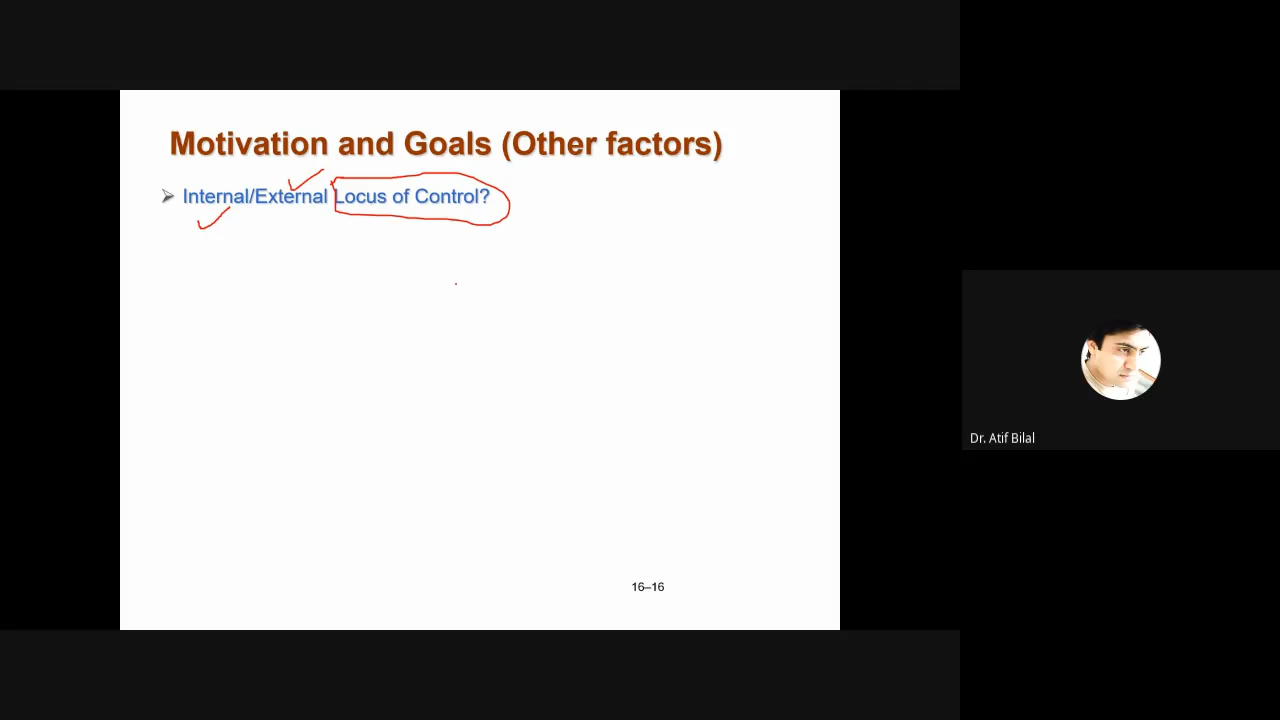 Motivation and Goals (Other factors)
Internal/External Locus of Control?
16–16
Dr. Atif Bilal